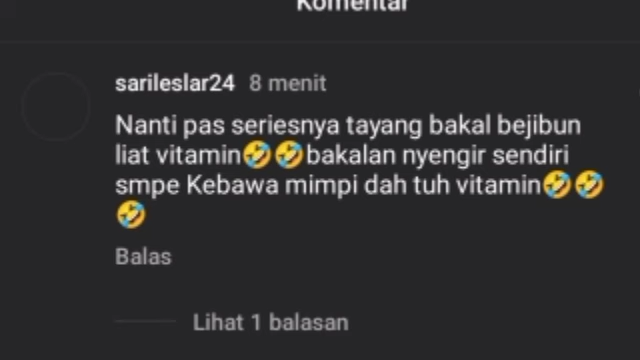 Komentar
sarileslar24 8 menit
Nanti pas seriesnya tayang bakal bejibun
liat vitamin🤣🤣bakalan nyengir sendiri
smpe Kebawa mimpi dah tuh vitamin🤣🤣
🤣
Balas
Lihat 1 balasan